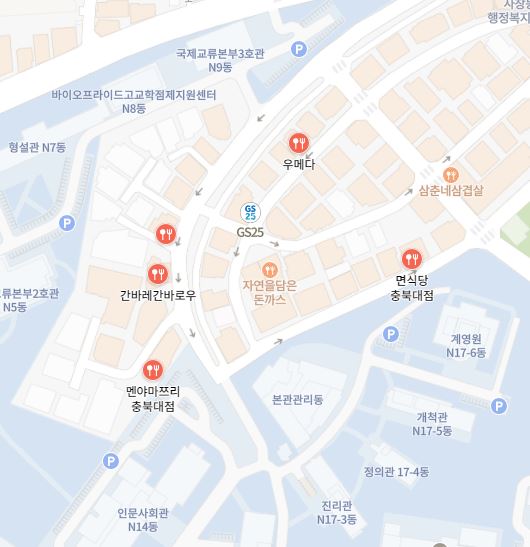 사창동
행정복지
국제교류본부3호관
N9동
P
바이오프라이드고교학점제지원센터
N8동
형설관 N7동
우메다
삼춘네삼겹살
GS
25
GS25
P
간바레간바로우
자연을담은
돈까스
면식당
충북대점
류본부2호관
N5동
P
계영원
N17-6동
멘야마쯔리
충북대점
본관관리동
P
개척관
N17-5동
P
정의관 17-4동
인문사회관
N14동
진리관
N17-3동